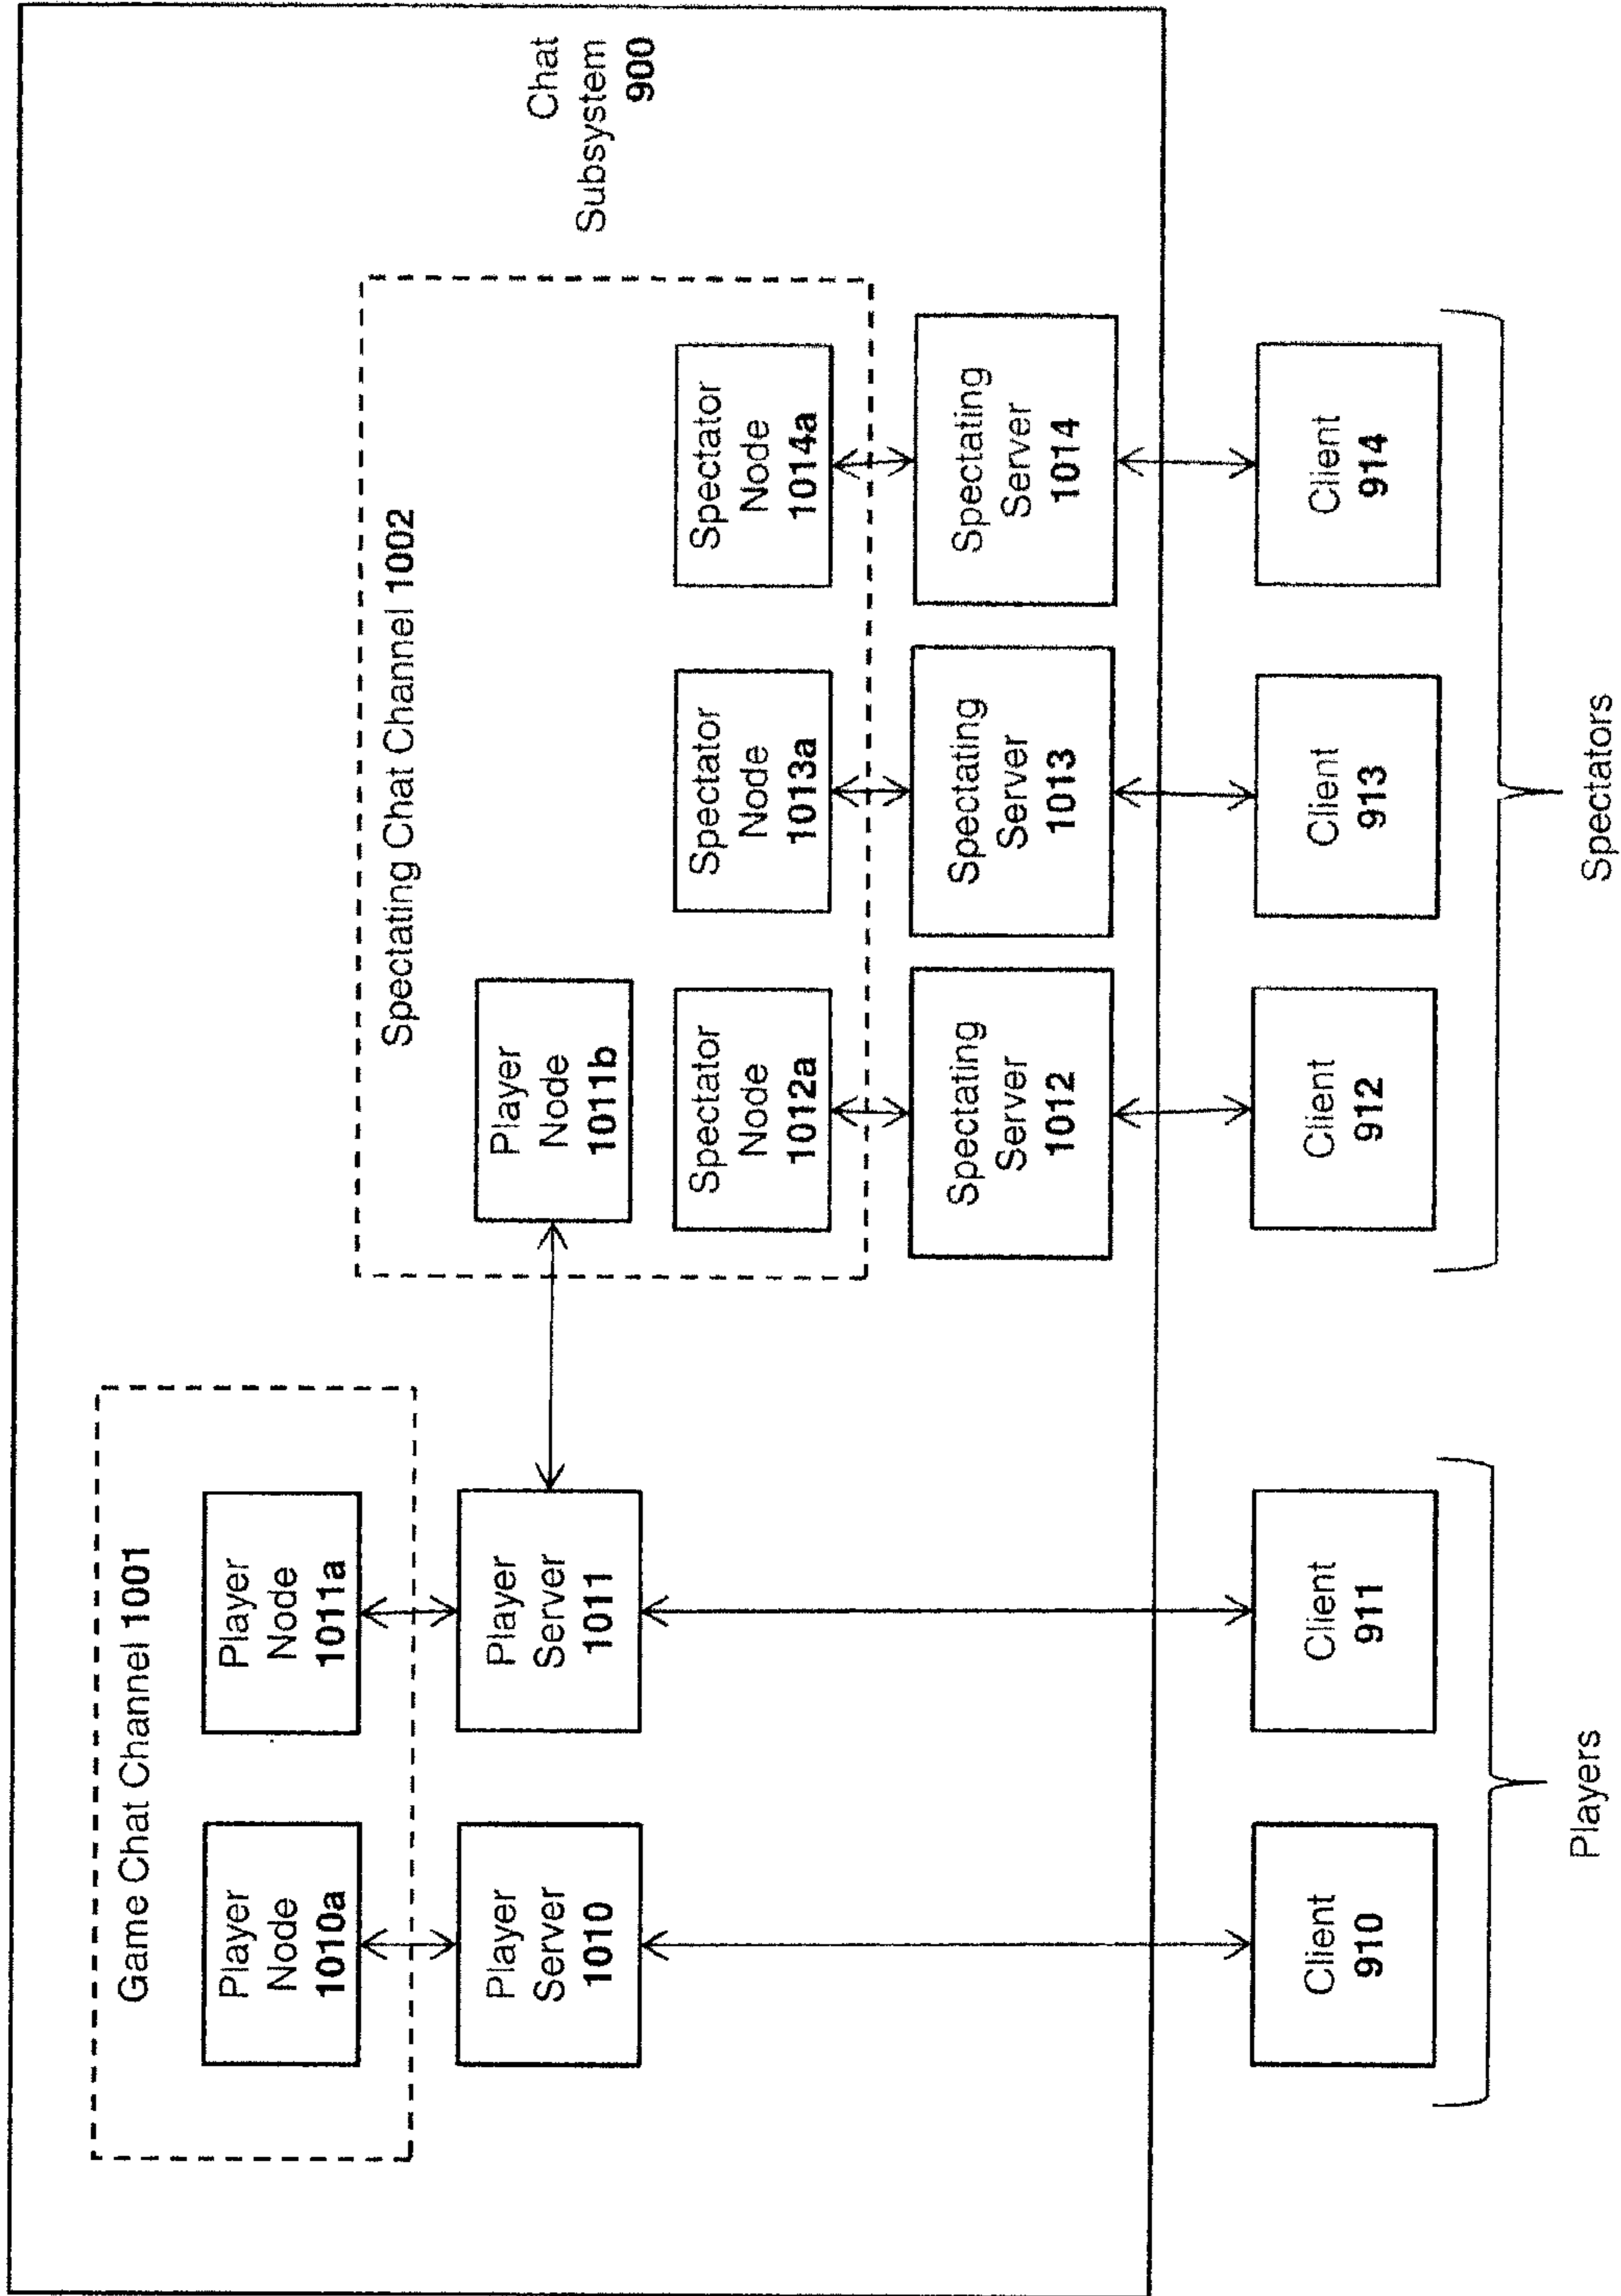 Game Chat Channel 1001
Player
Node
1010a
Player
Node
1011a
Player
Server
1010
Player
Server
1011
Spectating Chat Channel 1002
Player
Node
1011b
Spectator
Node
1012a
Spectator
Node
1013a
Spectator
Node
1014a
Spectating
Server
1012
Spectating
Server
1013
Spectating
Server
1014
Chat
Subsystem
900
Client
910
Client
911
Client
912
Client
913
Client
914
Players
Spectators